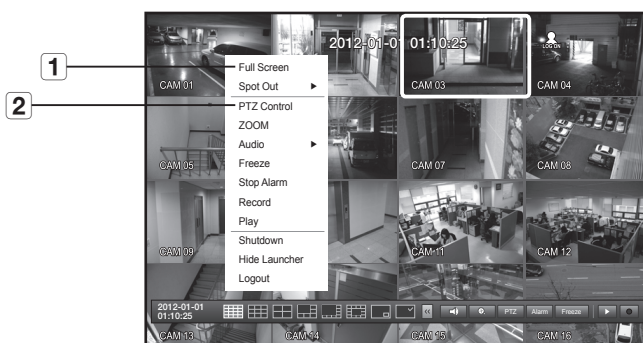 1
2
2012-01-01 01:10:25
LOG ON
CAM 01
CAM 03
CAM 04
Full Screen
Spot Out
PTZ Control
ZOOM
Audio
Freeze
Stop Alarm
Record
Play
Shutdown
Hide Launcher
Logout
CAM 05
CAM 07
CAM 08
CAM 09
CAM 11
CAM 12
2012-01-01
01:10:25
PTZ
Alarm
Freeze
CAM 13
CAM 14
CAM 15
CAM 16